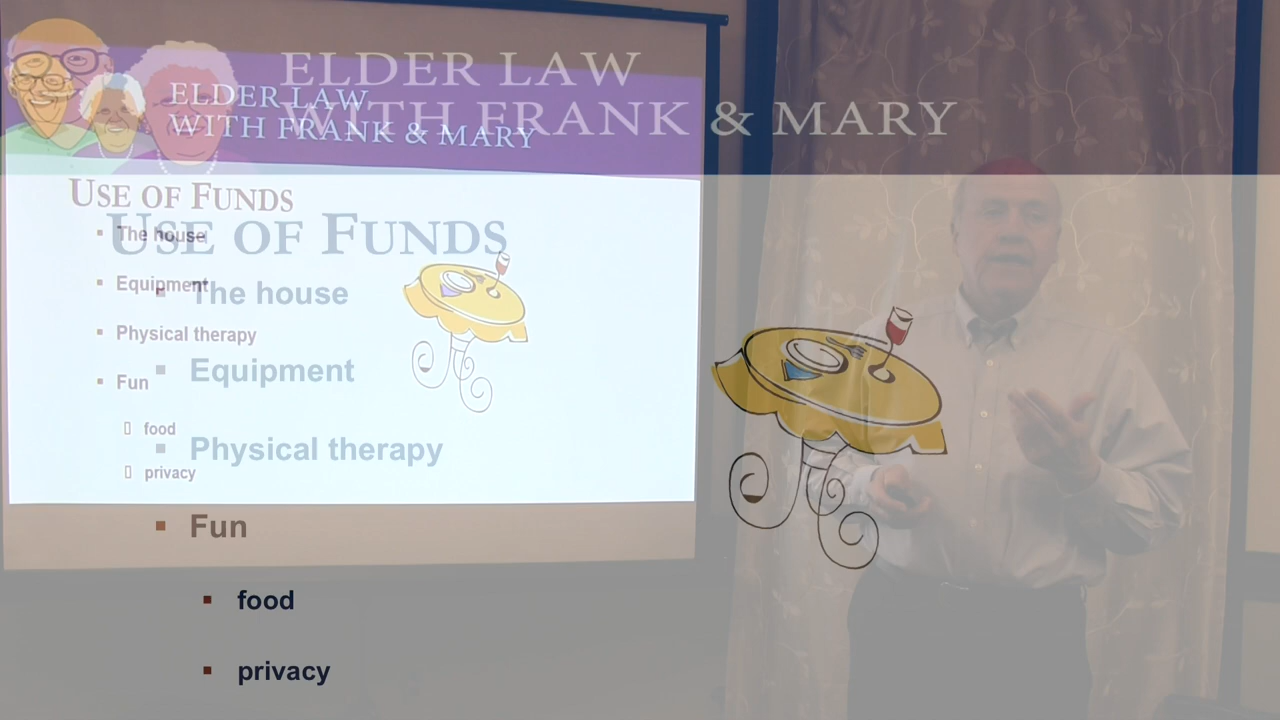 ELDER LAW
WITH FRANK & MARY
USE OF FUNDS
The house
Equipment
Physical therapy
Fun
food
privacy
ELDER LAW
WITH FRANK & MARY
USE OF FUNDS
The house
Equipment
Physical therapy
Fun
food
privacy